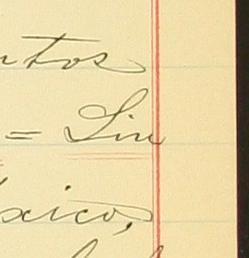 ntos
= Sin
éxico,